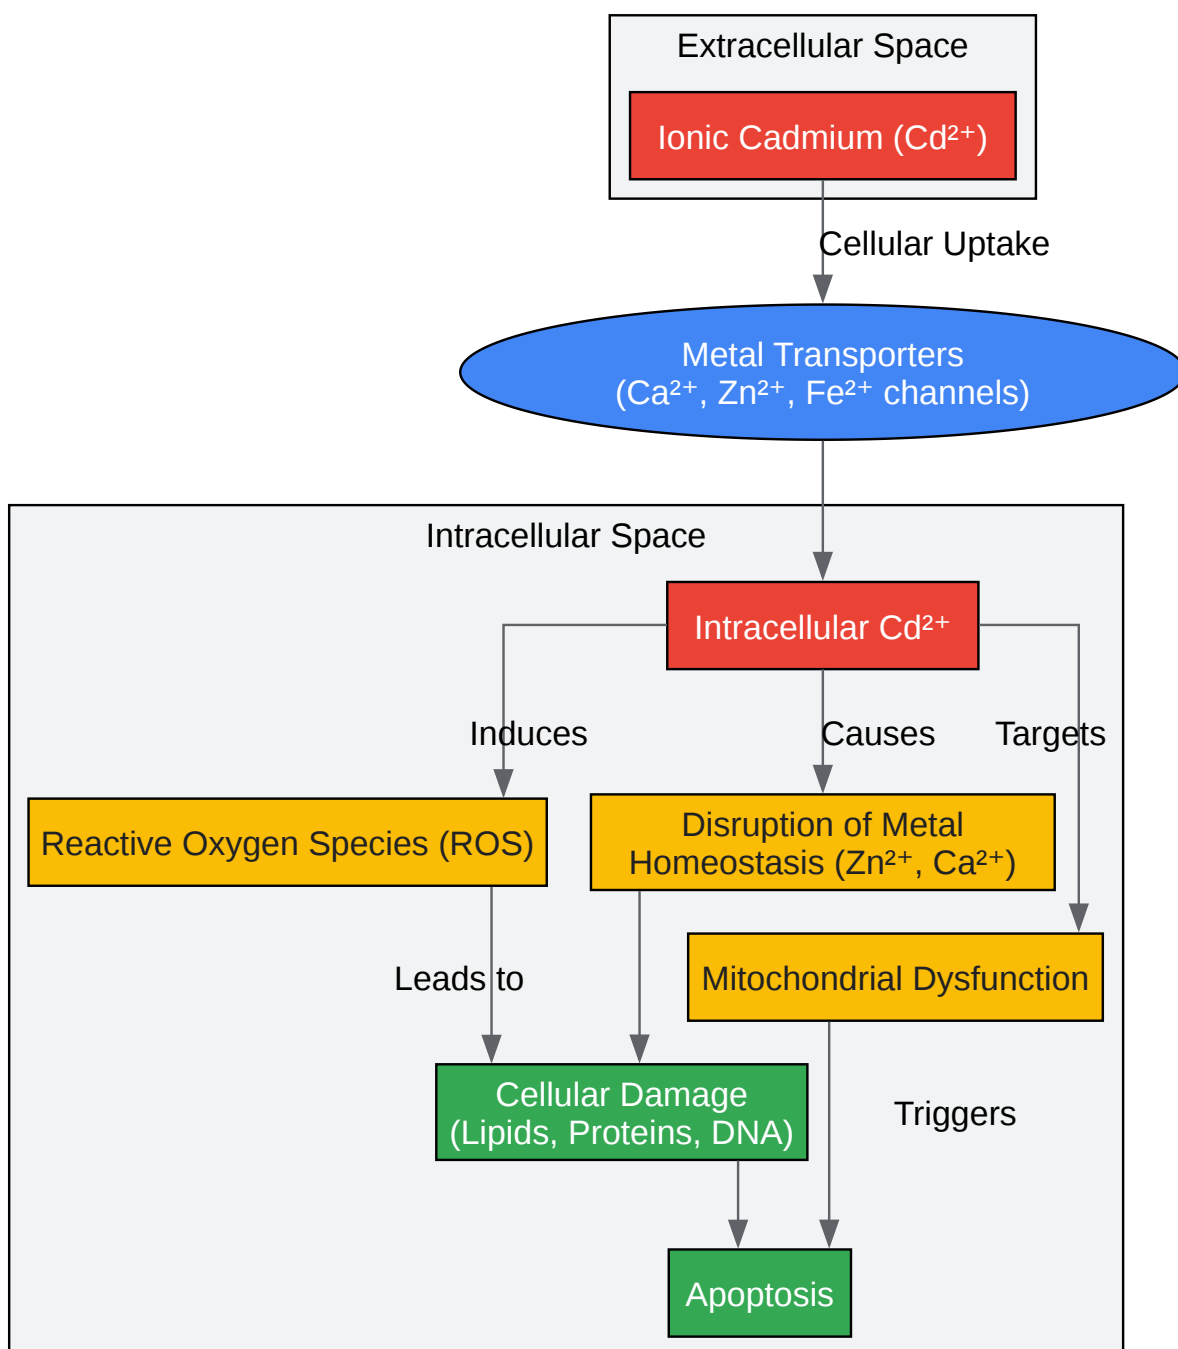 Extracellular Space
Ionic Cadmium (Cd²⁺)
Cellular Uptake
Metal Transporters
(Ca²⁺, Zn²⁺, Fe²⁺ channels)
Intracellular Space
Intracellular Cd²⁺
Induces
Causes
Targets
Reactive Oxygen Species (ROS)
Disruption of Metal
Homeostasis (Zn²⁺, Ca²⁺)
Leads to
Mitochondrial Dysfunction
Cellular Damage
(Lipids, Proteins, DNA)
Triggers
Apoptosis